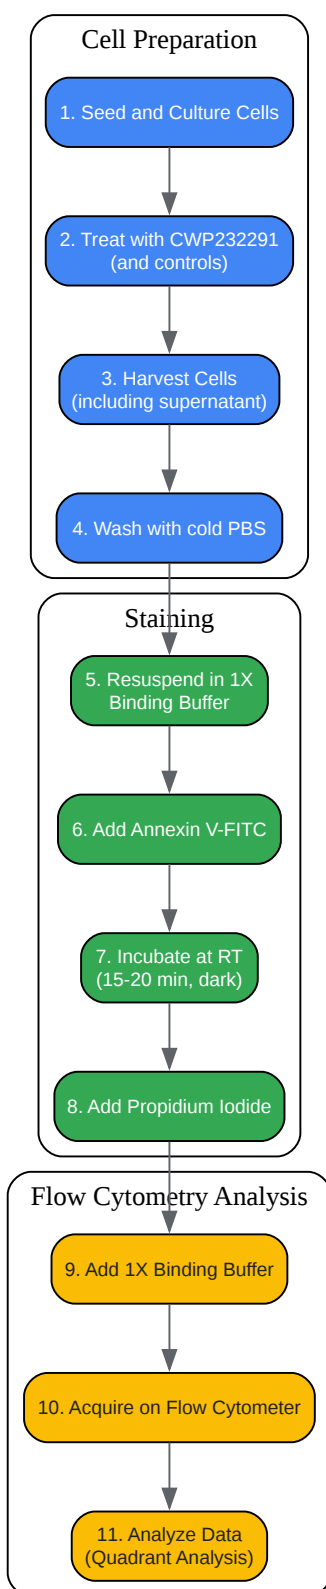 Cell Preparation
1. Seed and Culture Cells
2. Treat with CWP232291
(and controls)
3. Harvest Cells
(including supernatant)
4. Wash with cold PBS
Staining
5. Resuspend in 1X
Binding Buffer
6. Add Annexin V-FITC
7. Incubate at RT
(15-20 min, dark)
8. Add Propidium Iodide
Flow Cytometry Analysis
9. Add 1X Binding Buffer
10. Acquire on Flow Cytometer
11. Analyze Data
(Quadrant Analysis)